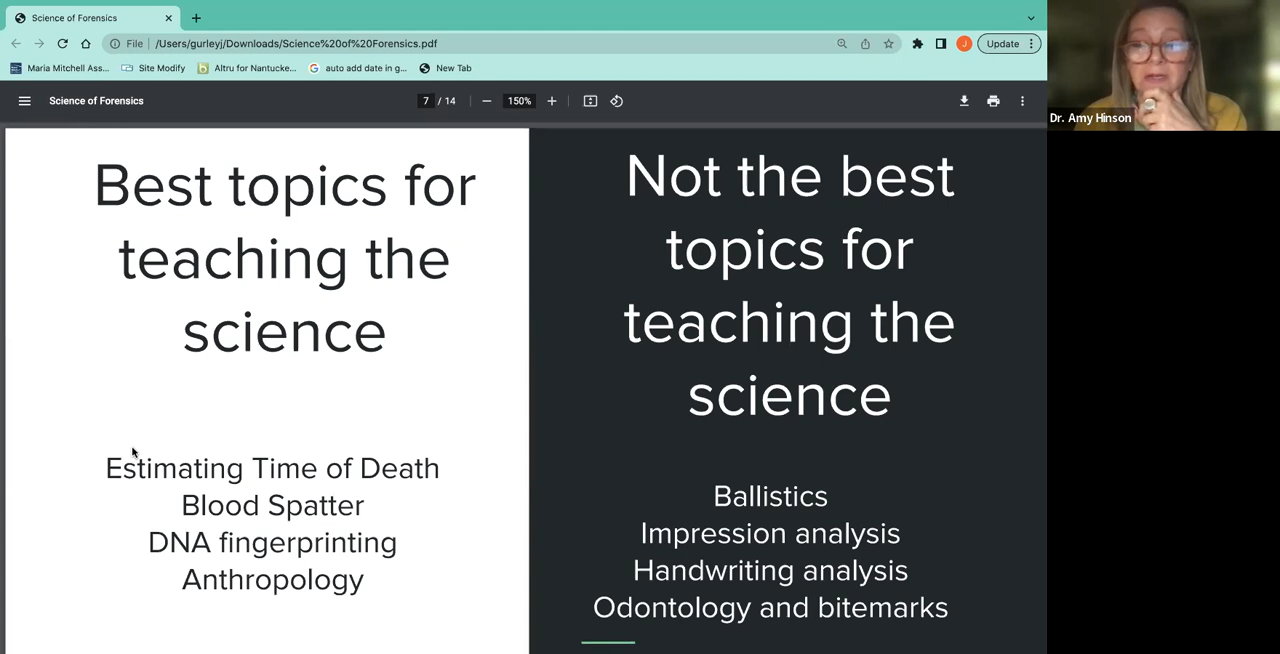 Science of Forensics
File
/Users/gurleyj/Downloads/Science%20of%20Forensics.pdf
J
Update
Maria Mitchell Ass...
Site Modify
Altru for Nantucke...
auto add date in g...
New Tab
Science of Forensics
7 / 14
150%
Dr. Amy Hinson
Best topics for
teaching the
science
Estimating Time of Death
Blood Spatter
DNA fingerprinting
Anthropology
Not the best
topics for
teaching the
science
Ballistics
Impression analysis
Handwriting analysis
Odontology and bitemarks